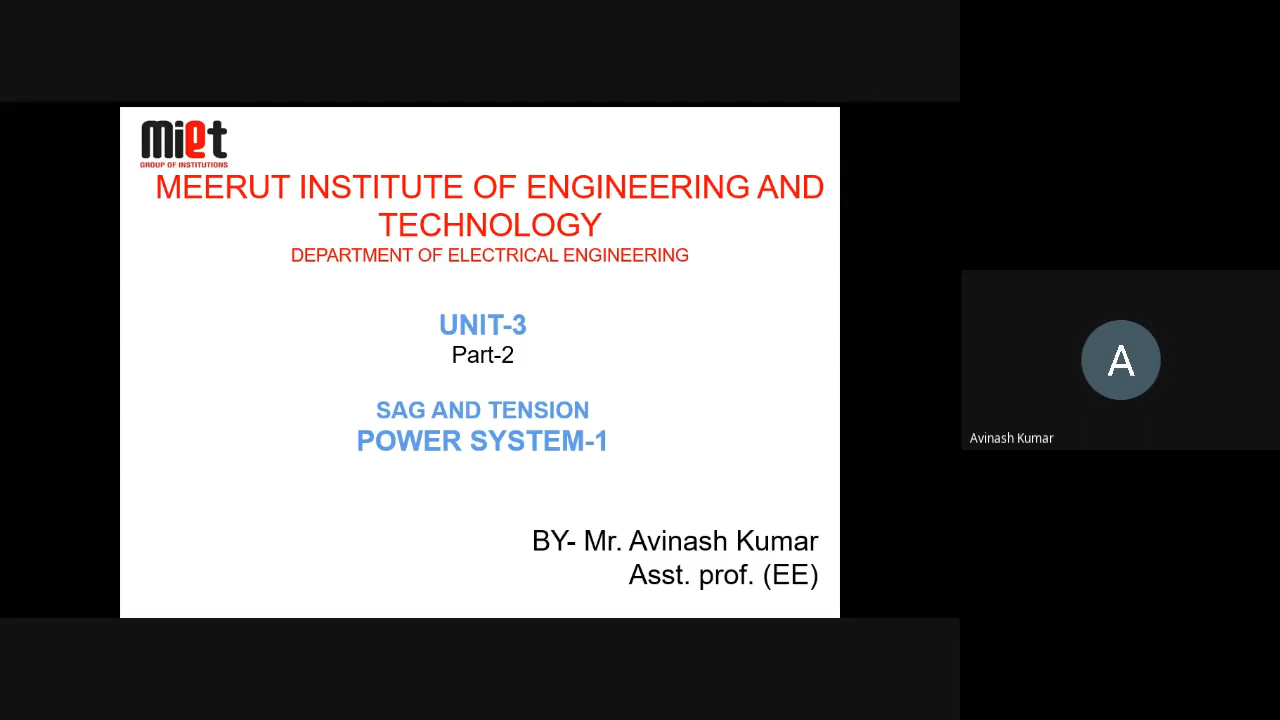 miet
GROUP OF INSTITUTIONS
MEERUT INSTITUTE OF ENGINEERING AND
TECHNOLOGY
DEPARTMENT OF ELECTRICAL ENGINEERING
UNIT-3
Part-2
SAG AND TENSION
POWER SYSTEM-1
BY- Mr. Avinash Kumar
Asst. prof. (EE)
A
Avinash Kumar